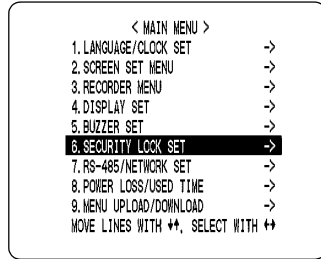 < MAIN MENU >
1. LANGUAGE/CLOCK SET ->
2. SCREEN SET MENU ->
3. RECORDER MENU ->
4. DISPLAY SET ->
5. BUZZER SET ->
6. SECURITY LOCK SET ->
7. RS-485/NETWORK SET ->
8. POWER LOSS/USED TIME ->
9. MENU UPLOAD/DOWNLOAD ->
MOVE LINES WITH ↓↑, SELECT WITH ←→